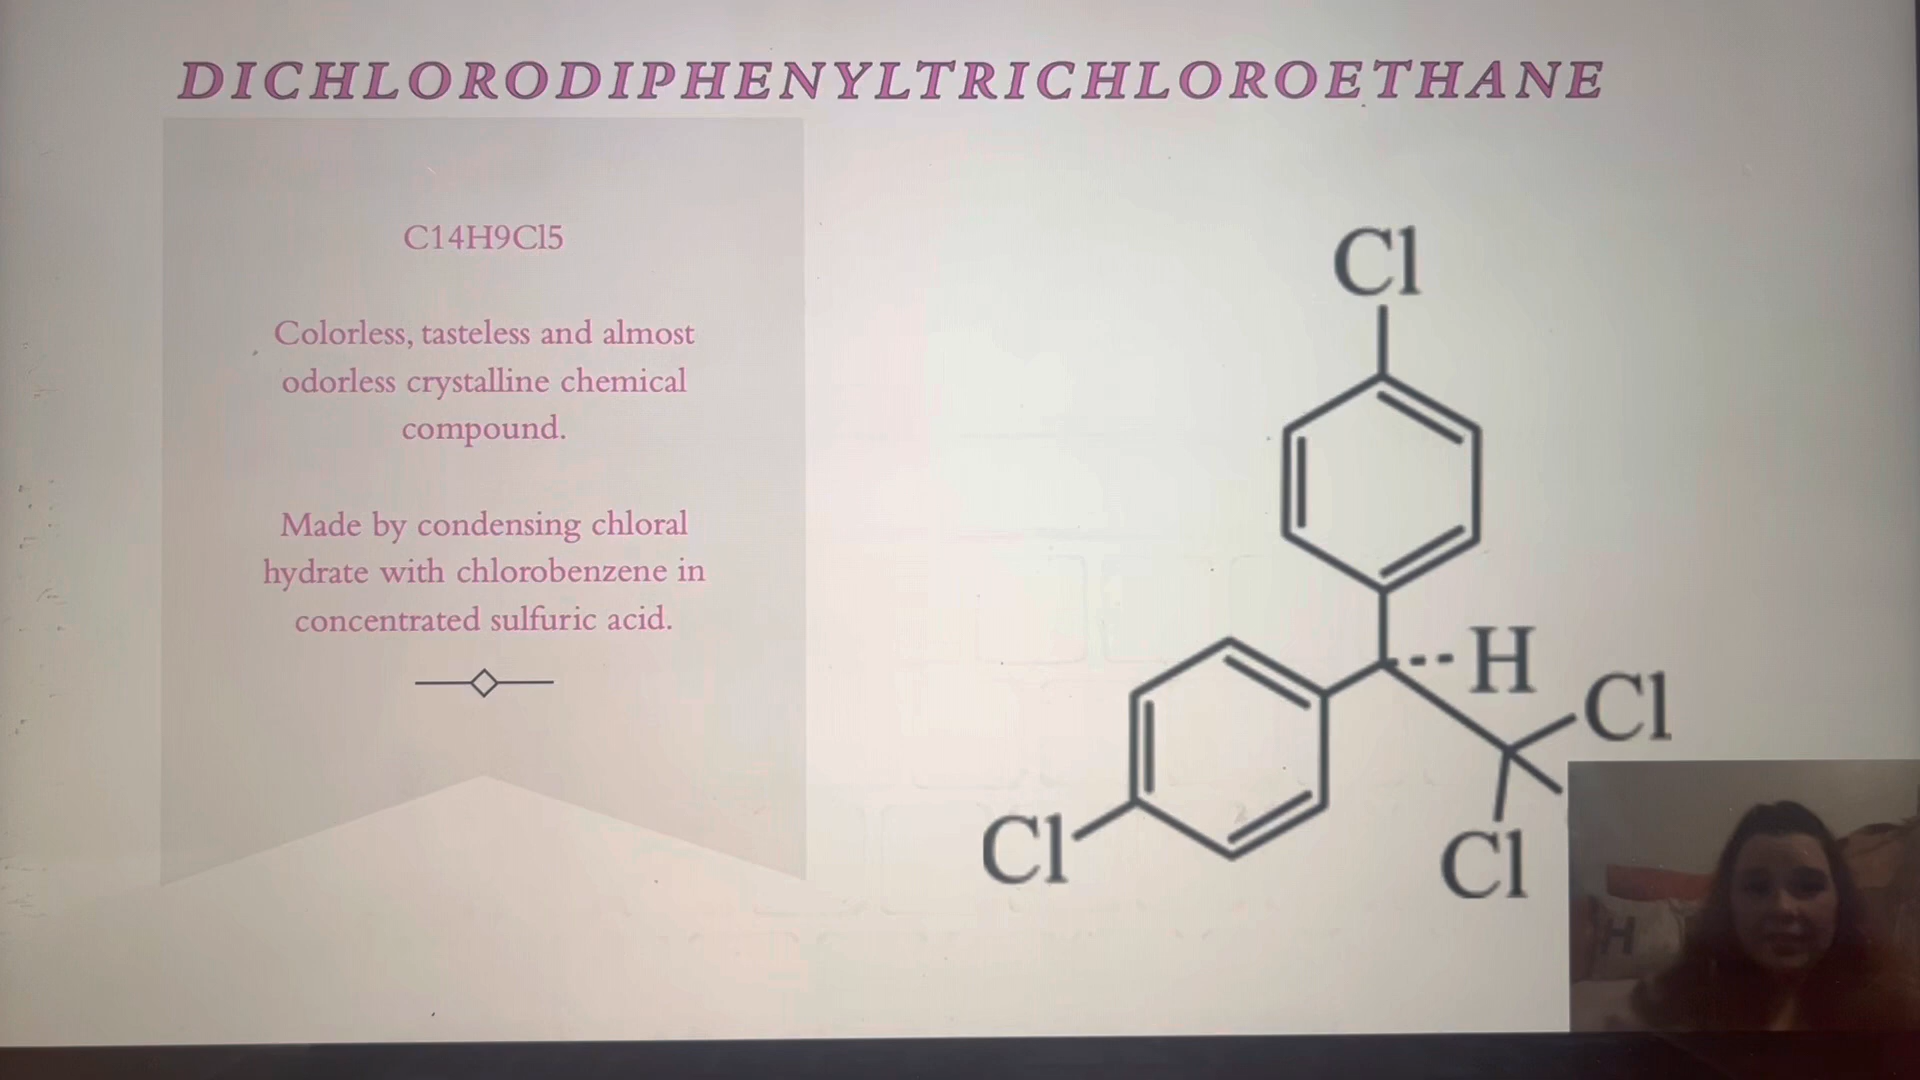 DICHLORODIPHENYLTRICHLOROETHANE
C14H9Cl5
Colorless, tasteless and almost
odorless crystalline chemical
compound.
Made by condensing chloral
hydrate with chlorobenzene in
concentrated sulfuric acid.
Cl
H
Cl
Cl
Cl
H